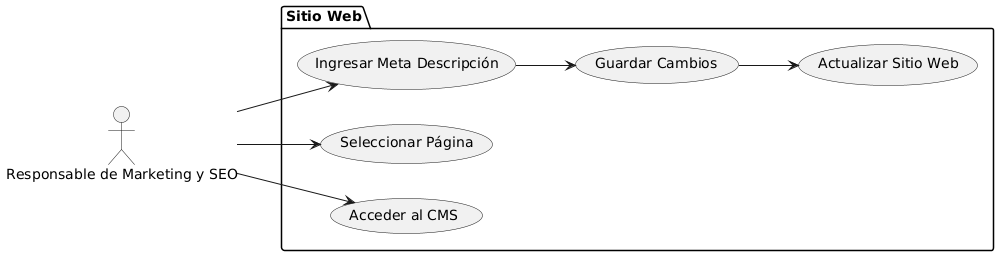 Sitio Web
Ingresar Meta Descripción
Guardar Cambios
Actualizar Sitio Web
Seleccionar Página
Responsable de Marketing y SEO
Acceder al CMS